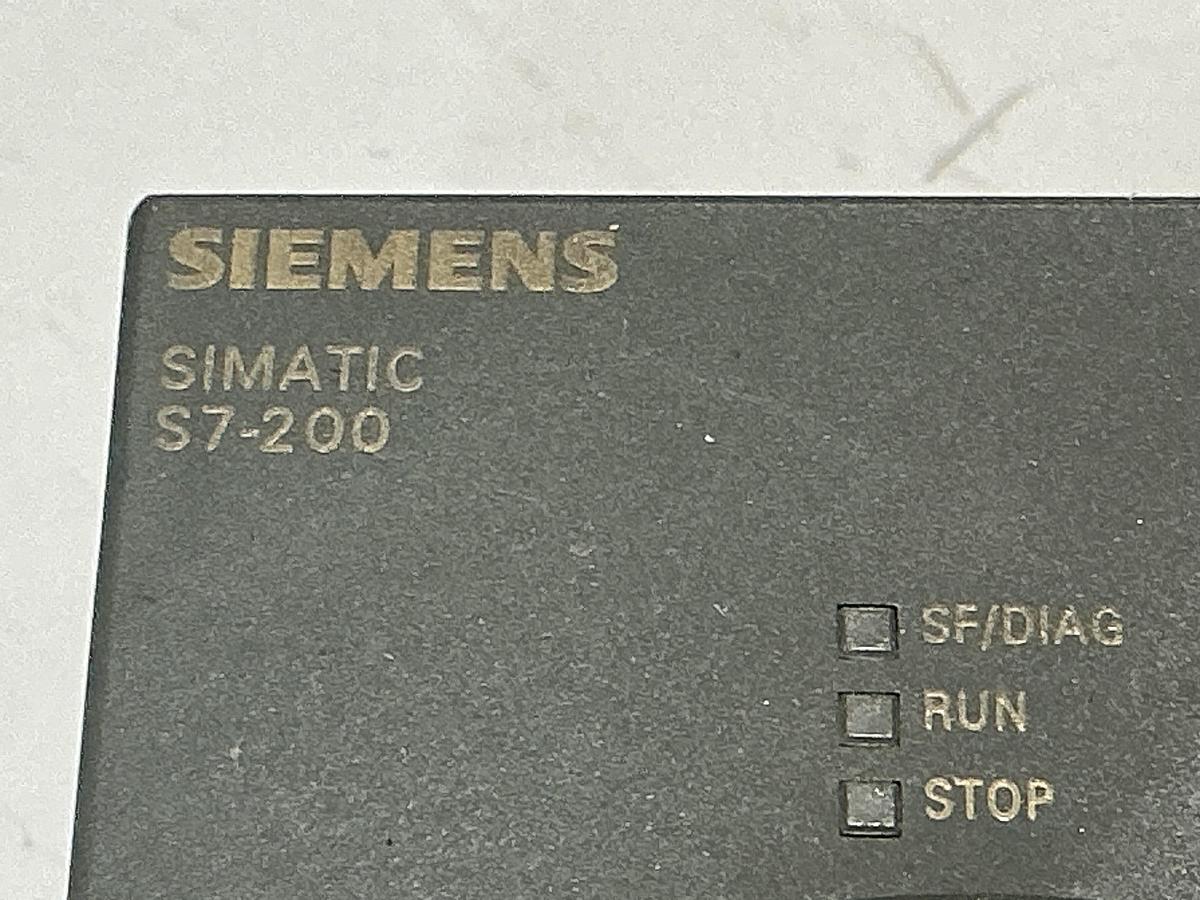 SIEMENS
SIMATIC
S7-200
SF/DIAG
RUN
STOP